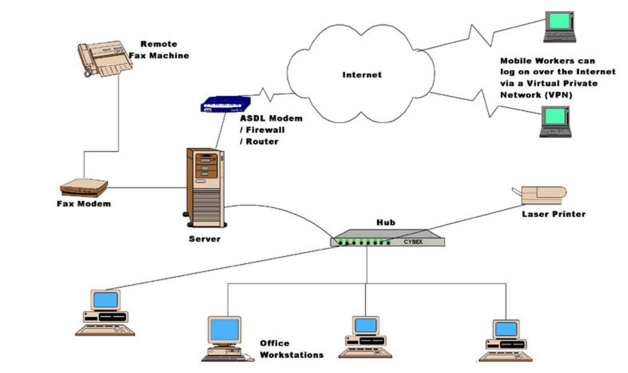 Remote
Fax Machine
Internet
Mobile Workers can
log on over the Internet
via a Virtual Private
Network (VPN)
ASDL Modem
/ Firewall
/ Router
Fax Modem
Server
Hub
CYBEX
Laser Printer
Office
Workstations